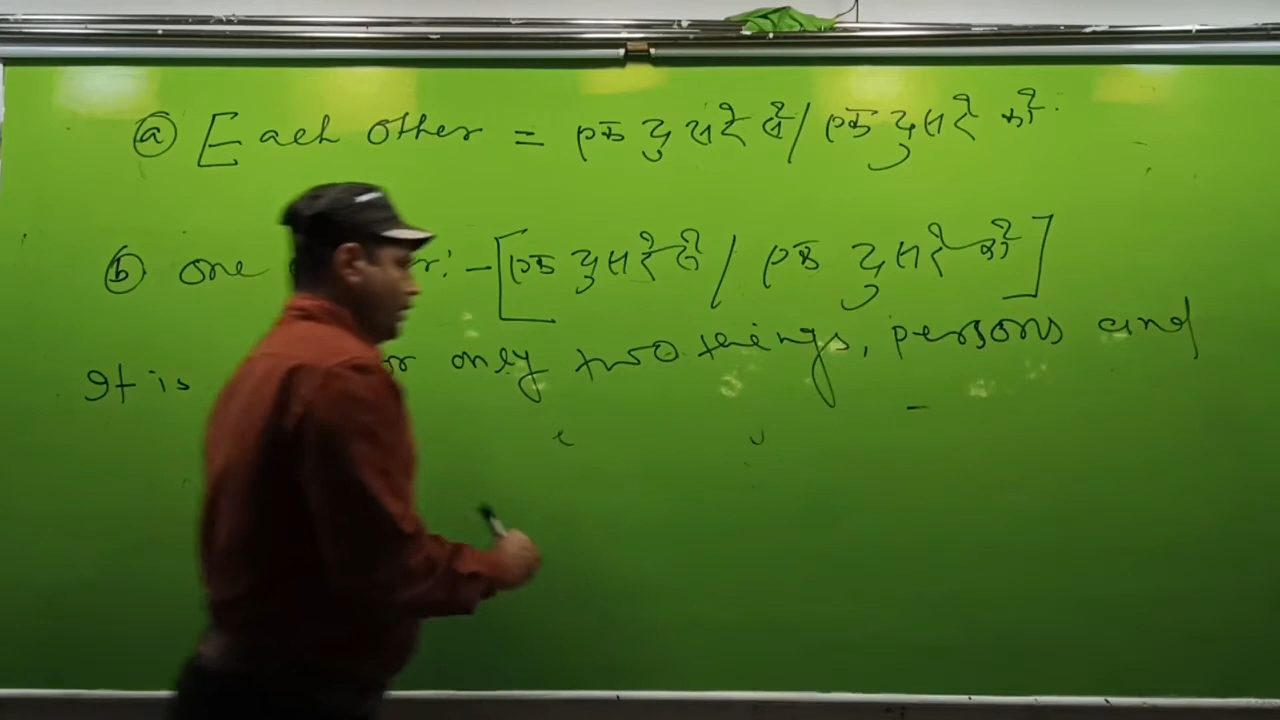 ⓐ Each other = एक दुसरे से / एक दुसरे को
ⓑ one r: - [एक दुसरे से / एक दुसरे को]
It is r only two things, persons and